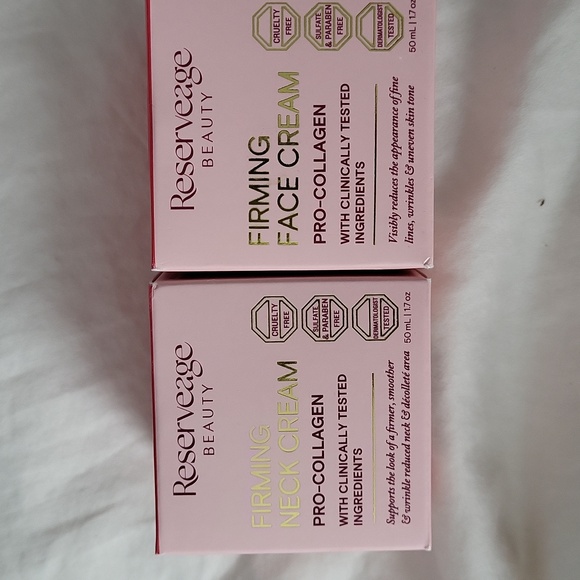 Reserveage
BEAUTY
FIRMING
FACE CREAM
PRO-COLLAGEN
WITH CLINICALLY TESTED
INGREDIENTS
Visibly reduces the appearance of fine
lines, wrinkles & uneven skin tone
CRUELTY
FREE
SULFATE
& PARABEN
FREE
DERMATOLOGIST
TESTED
50 mL | 1.7 oz
Reserveage
BEAUTY
FIRMING
NECK CREAM
PRO-COLLAGEN
WITH CLINICALLY TESTED
INGREDIENTS
Supports the look of a firmer, smoother
& wrinkle reduced neck & décolleté area
CRUELTY
FREE
SULFATE
& PARABEN
FREE
DERMATOLOGIST
TESTED
50 mL | 1.7 oz